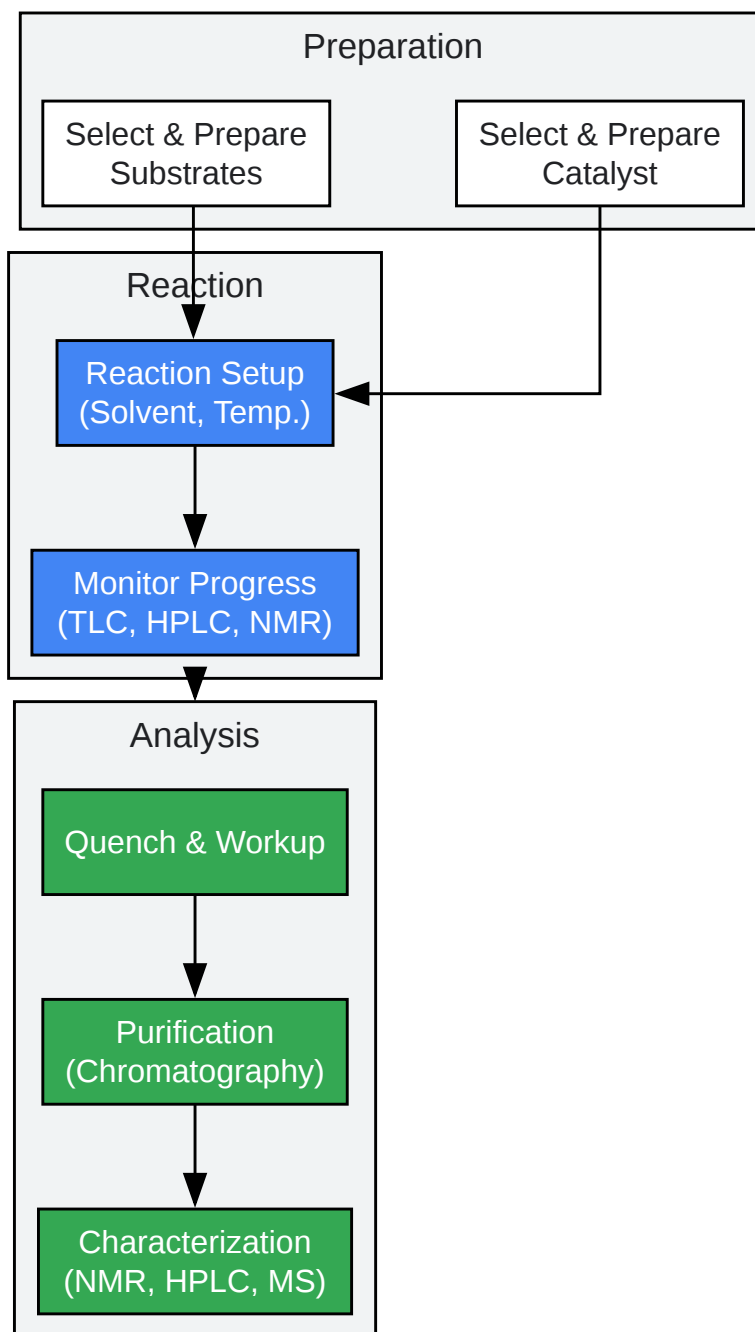 Preparation
Select & Prepare
Substrates
Select & Prepare
Catalyst
Reaction
Reaction Setup
(Solvent, Temp.)
Monitor Progress
(TLC, HPLC, NMR)
Analysis
Quench & Workup
Purification
(Chromatography)
Characterization
(NMR, HPLC, MS)